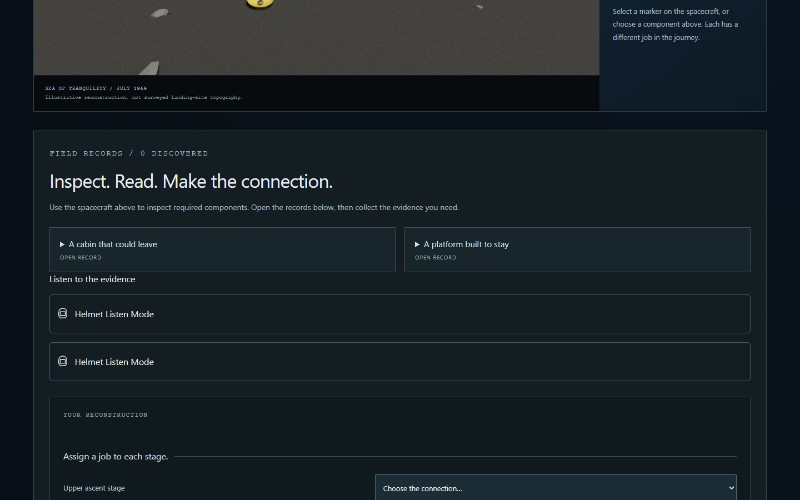 Select a marker on the spacecraft, or
choose a component above. Each has a
different job in the journey.
SEA OF TRANQUILITY / JULY 1969
Illustrative reconstruction, not surveyed landing-site topography.
FIELD RECORDS / 0 DISCOVERED
Inspect. Read. Make the connection.
Use the spacecraft above to inspect required components. Open the records below, then collect the evidence you need.
A cabin that could leave
OPEN RECORD
A platform built to stay
OPEN RECORD
Listen to the evidence
Helmet Listen Mode
Helmet Listen Mode
YOUR RECONSTRUCTION
Assign a job to each stage.
Upper ascent stage
Choose the connection...